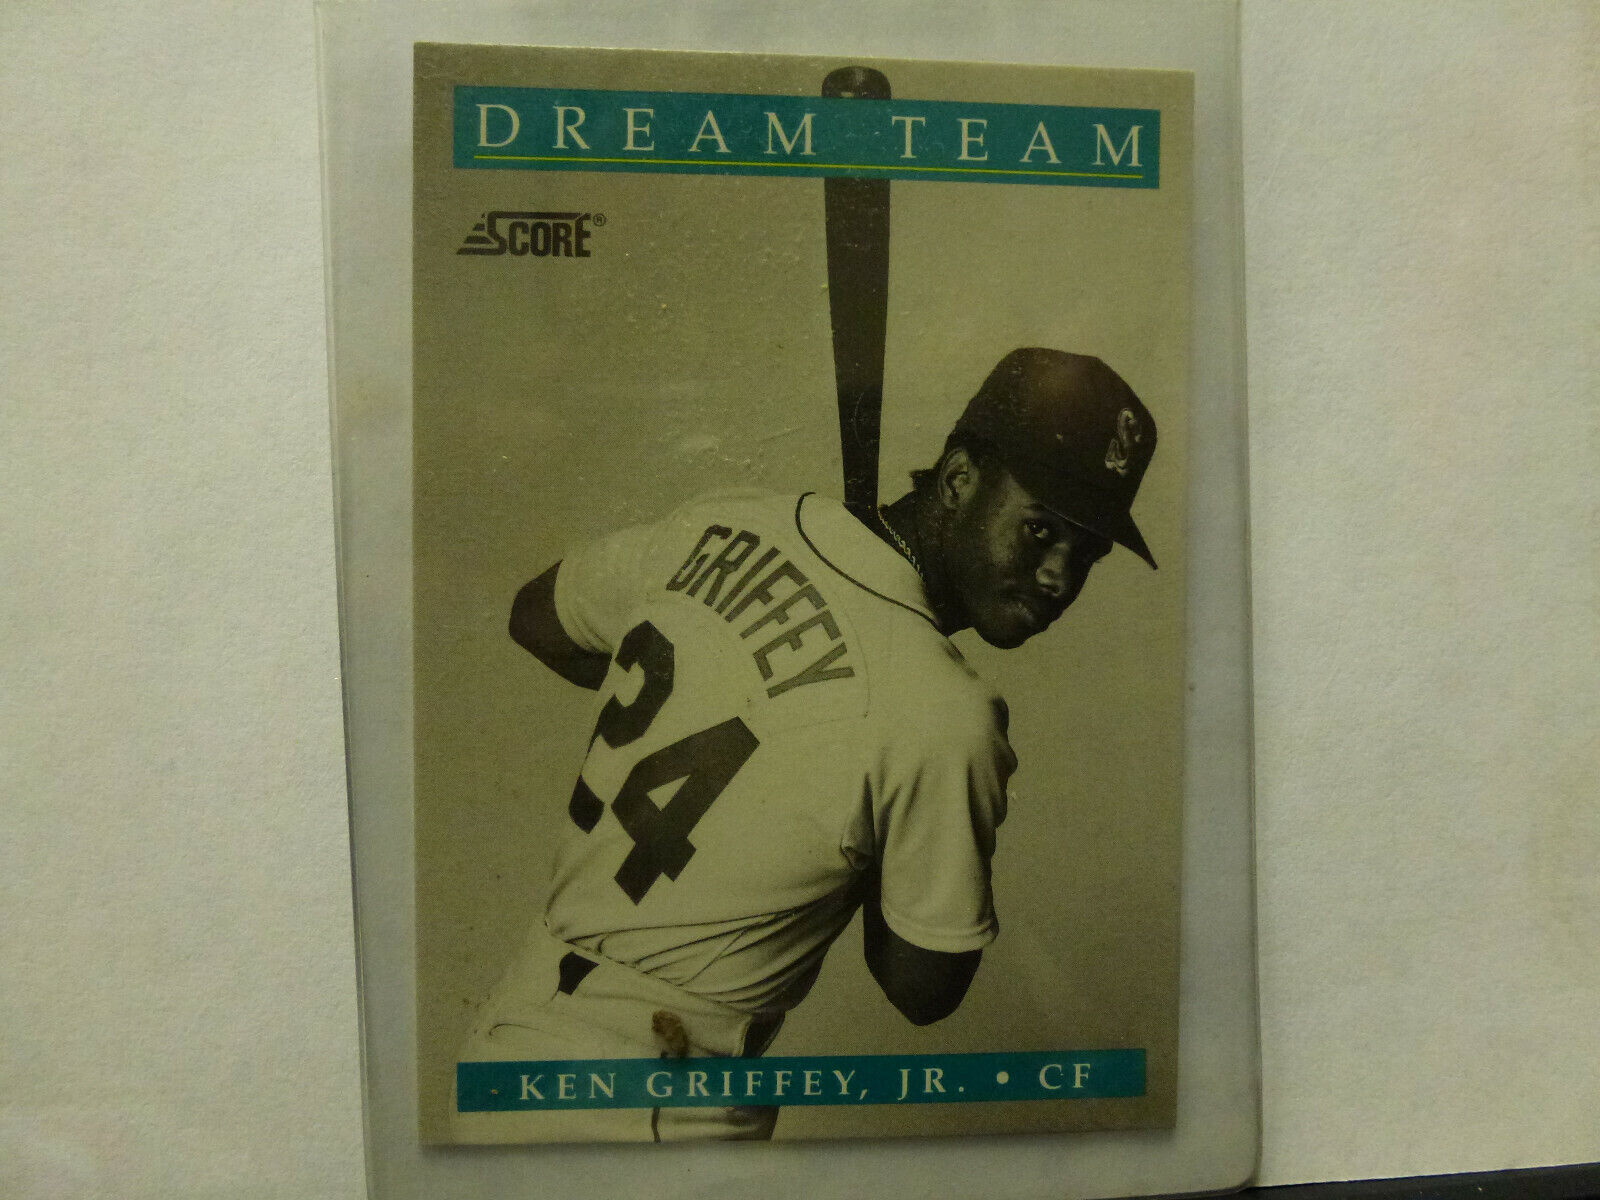 DREAM TEAM
SCORE®
S
GRIFFEY
24
KEN GRIFFEY, JR. • CF